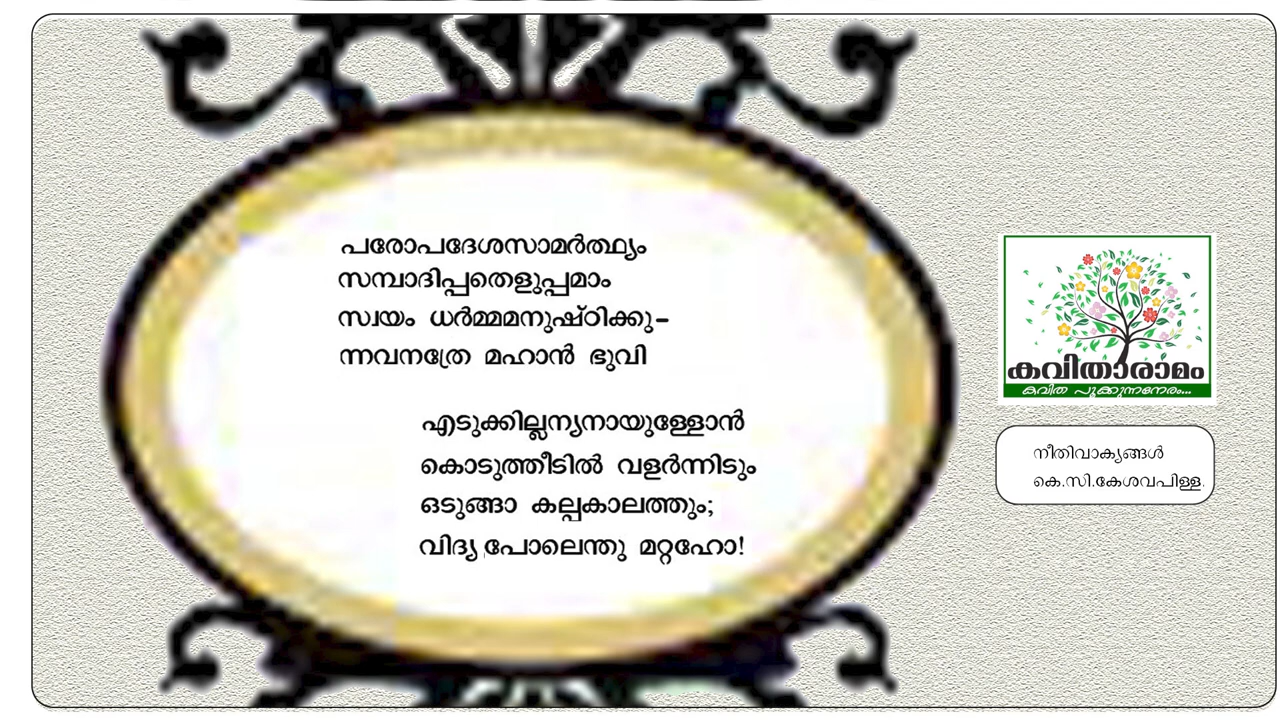 പരോപദേശസാമർത്ഥ്യം
സമ്പാദിപ്പതെളുപ്പമാം
സ്വയം ധർമ്മമനുഷ്ഠിക്കു-
ന്നവനത്രേ മഹാൻ ഭുവി
എടുക്കില്ലന്യനായുള്ളോൻ
കൊടുത്തീടിൽ വളർന്നിടും
ഒടുങ്ങാ കല്പകാലത്തും;
വിദ്യ പോലെന്തു മറ്റഹോ!
കവിതാരാമം
കവിത പൂക്കുന്നനേരം...
നീതിവാക്യങ്ങൾ
കെ.സി.കേശവപിള്ള.